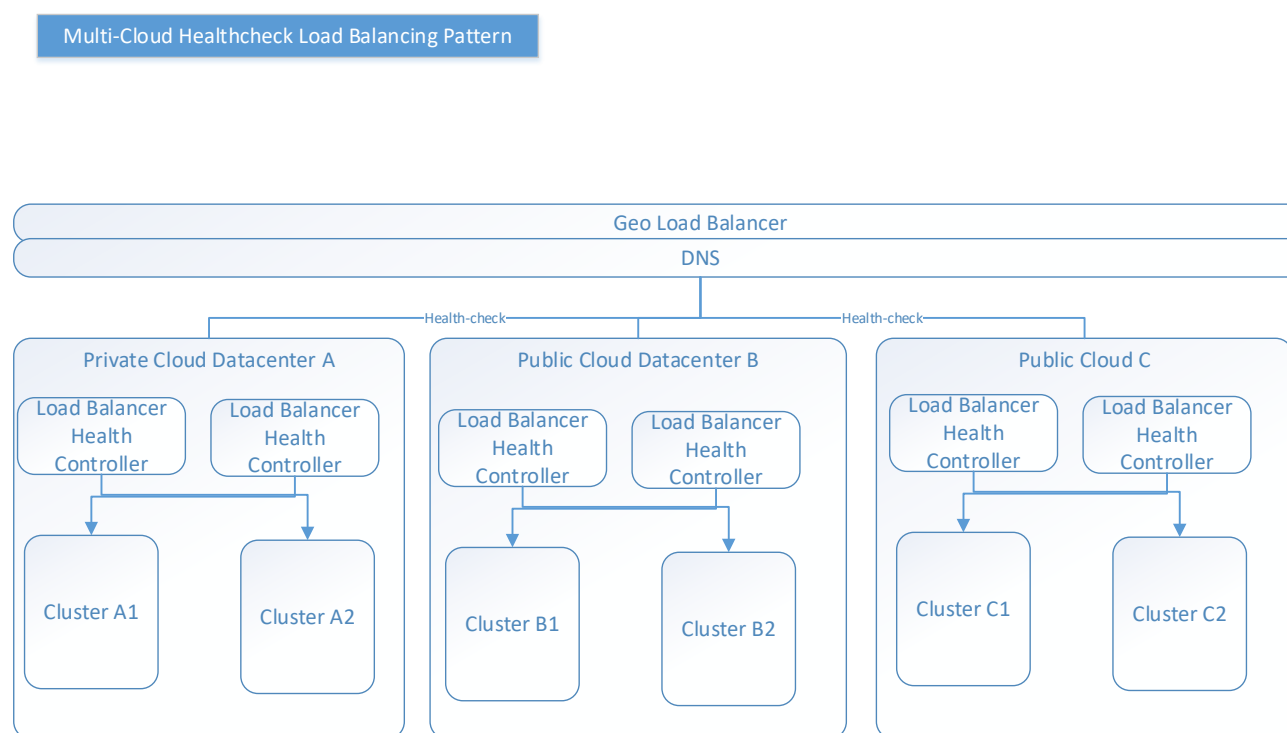 Multi-Cloud Healthcheck Load Balancing Pattern
Geo Load Balancer
DNS
Health-check
Health-check
Private Cloud Datacenter A
Load Balancer
Health
Controller
Load Balancer
Health
Controller
Cluster A1
Cluster A2
Public Cloud Datacenter B
Load Balancer
Health
Controller
Load Balancer
Health
Controller
Cluster B1
Cluster B2
Public Cloud C
Load Balancer
Health
Controller
Load Balancer
Health
Controller
Cluster C1
Cluster C2